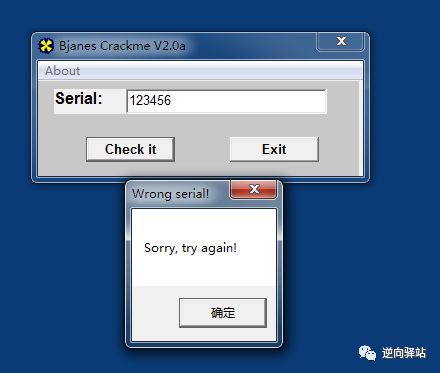 Bjanes Crackme V2.0a
About
Serial: 123456
Check it Exit
Wrong serial!
Sorry, try again!
确定
逆向驿站